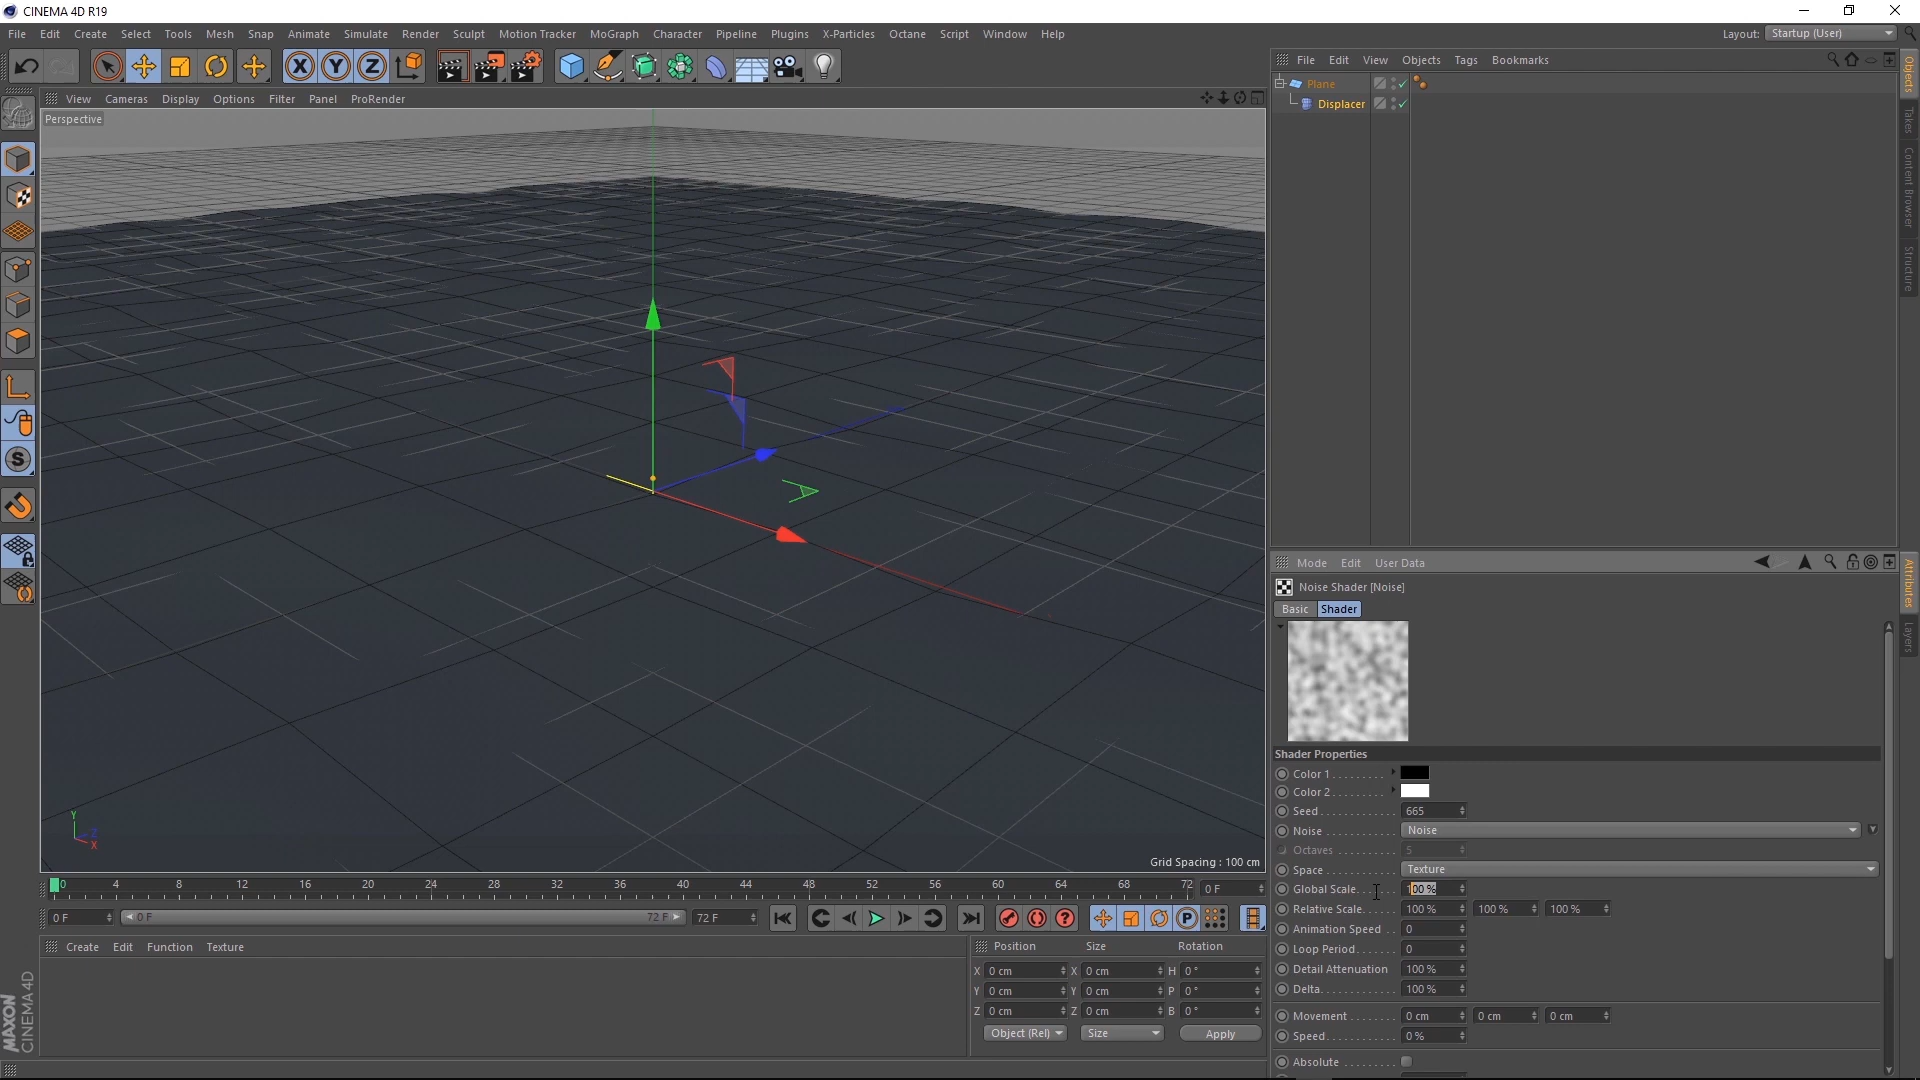 CINEMA 4D R19
File Edit Create Select Tools Mesh Snap Animate Simulate Render Sculpt Motion Tracker MoGraph Character Pipeline Plugins X-Particles Octane Script Window Help Layout: Startup (User)
File Edit View Objects Tags Bookmarks
Plane
Displacer
Objects
Takes
Content Browser
Structure
View Cameras Display Options Filter Panel ProRender
Perspective
Y
Z
X
Grid Spacing : 100 cm
Mode Edit User Data
Noise Shader [Noise]
Basic Shader
Attributes
Layers
Shader Properties
Color 1
Color 2
Seed 665
Noise Noise
Octaves 5
Space Texture
Global Scale 100 %
Relative Scale 100 % 100 % 100 %
Animation Speed 0
Loop Period 0
Detail Attenuation 100 %
Delta 100 %
Movement 0 cm 0 cm 0 cm
Speed 0 %
Absolute
0 4 8 12 16 20 24 28 32 36 40 44 48 52 56 60 64 68 72 0 F
0 F 0 F 72 F 72 F
Create Edit Function Texture
Position Size Rotation
X 0 cm X 0 cm H 0 °
Y 0 cm Y 0 cm P 0 °
Z 0 cm Z 0 cm B 0 °
Object (Rel) Size Apply
MAXON
CINEMA 4D